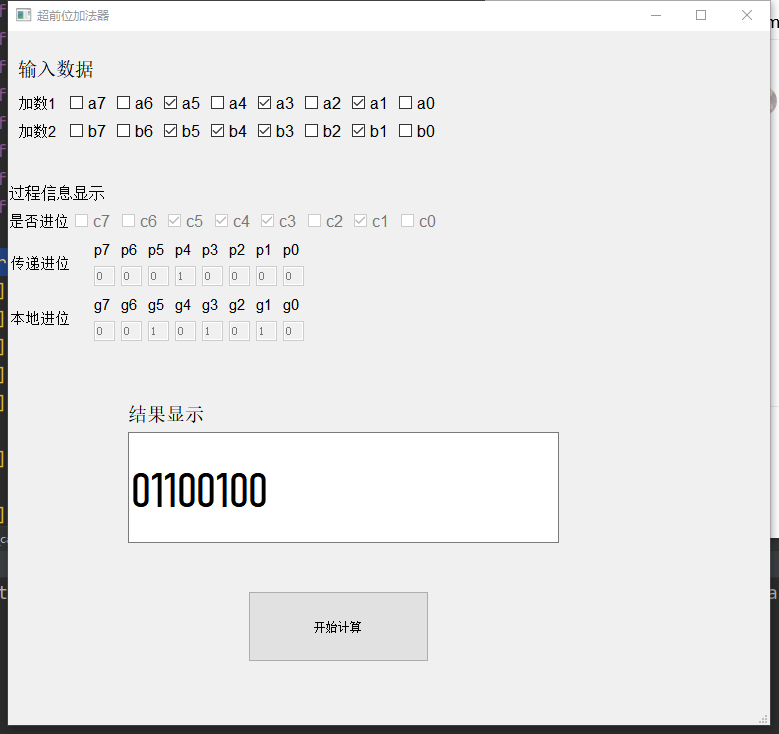 超前位加法器
输入数据
加数1 a7 a6 a5 a4 a3 a2 a1 a0
加数2 b7 b6 b5 b4 b3 b2 b1 b0
过程信息显示
是否进位 c7 c6 c5 c4 c3 c2 c1 c0
p7 p6 p5 p4 p3 p2 p1 p0
传递进位
0 0 0 1 0 0 0 0
g7 g6 g5 g4 g3 g2 g1 g0
本地进位
0 0 1 0 1 0 1 0
结果显示
01100100
开始计算